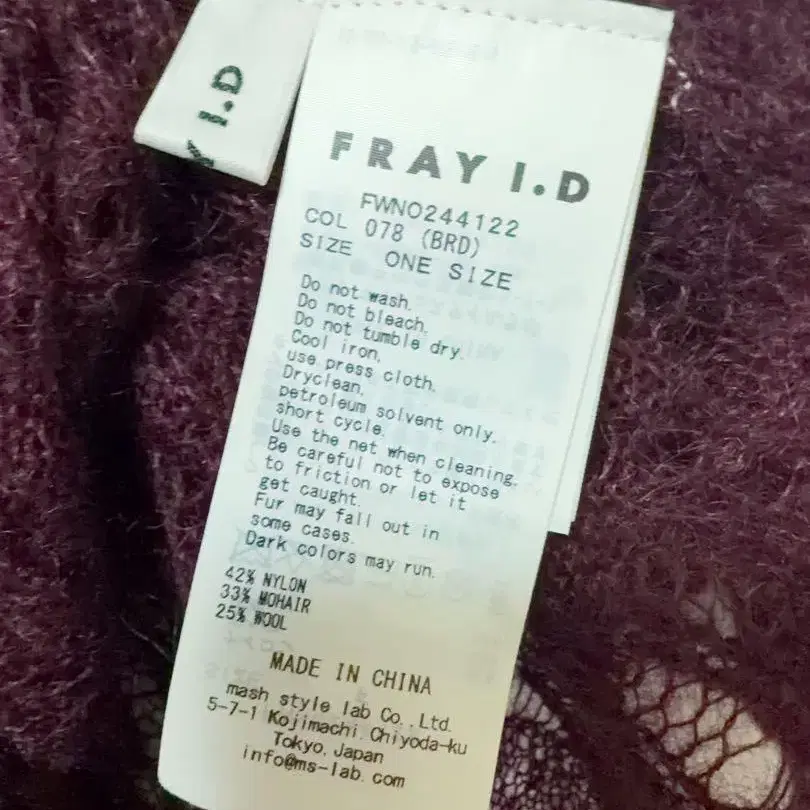 Y I.D
FRAY I.D
FWNO244122
COL 078 (BRD)
SIZE ONE SIZE
Do not wash.
Do not bleach.
Do not tumble dry.
Cool iron,
use press cloth.
Dryclean,
petroleum solvent only,
short cycle.
Use the net when cleaning.
Be careful not to expose
to friction or let it
get caught.
Fur may fall out in
some cases.
Dark colors may run.
42% NYLON
33% MOHAIR
25% WOOL
MADE IN CHINA
mash style lab Co.,Ltd.
5-7-1 Kojimachi,Chiyoda-ku
Tokyo,Japan
info@ms-lab.com